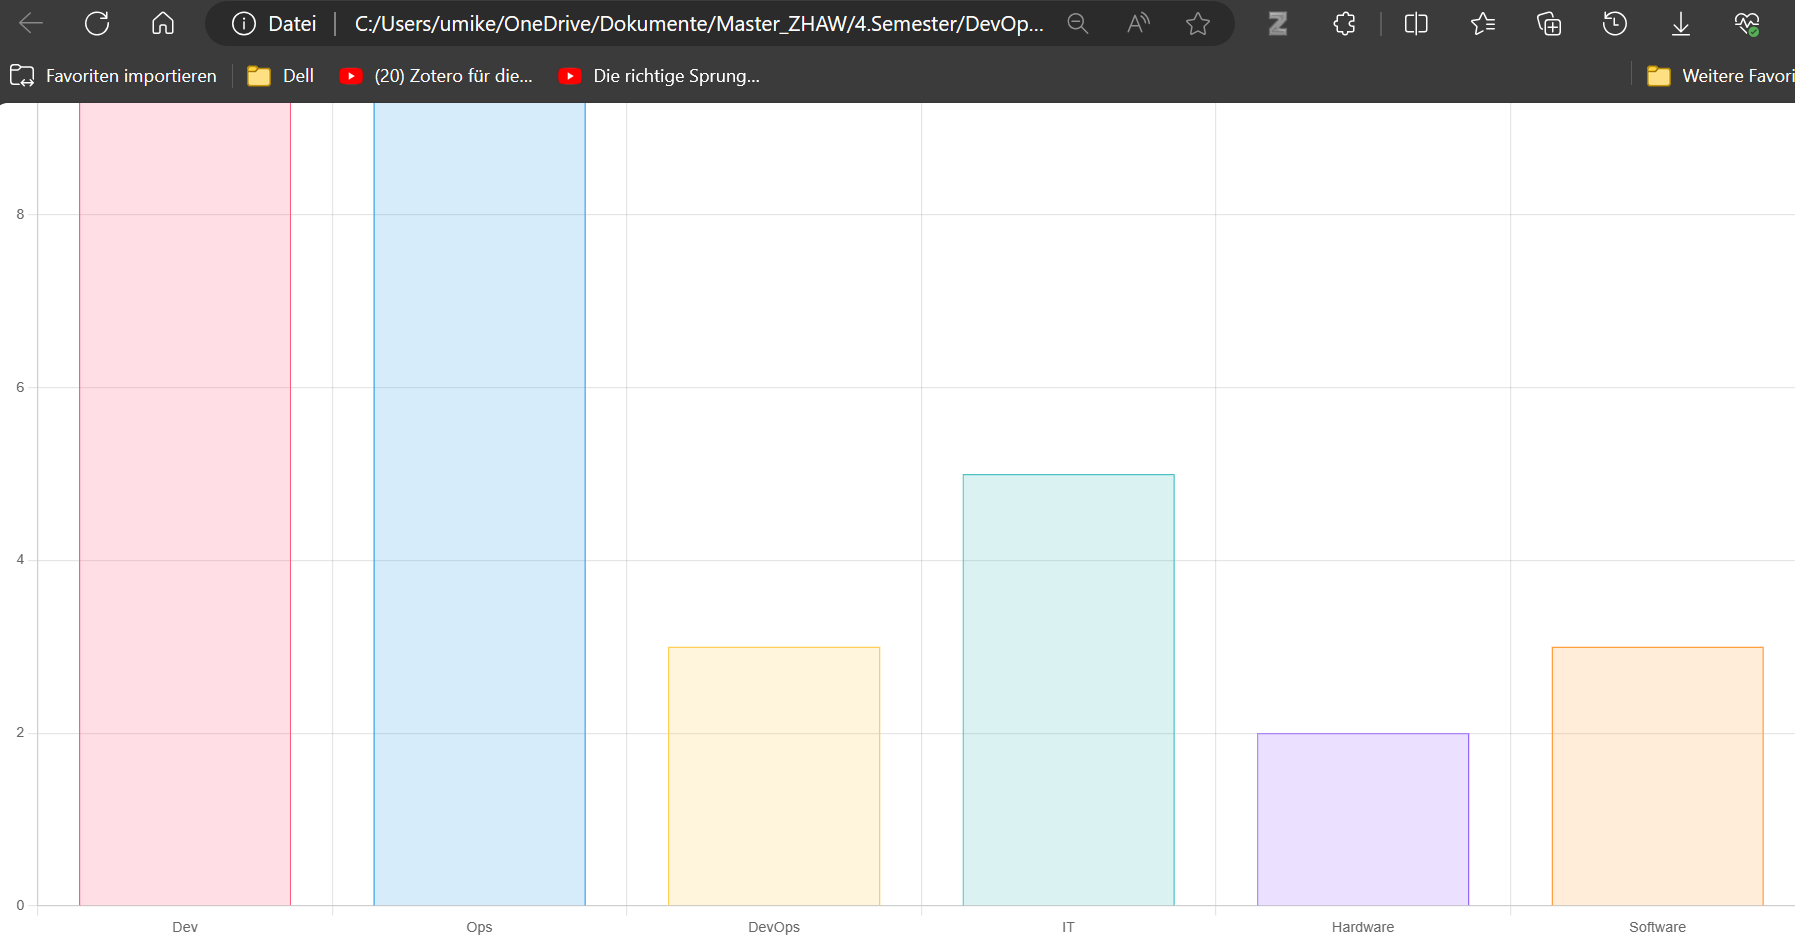 Datei | C:/Users/umike/OneDrive/Dokumente/Master_ZHAW/4.Semester/DevOp...
Favoriten importieren Dell (20) Zotero für die... Die richtige Sprung... Weitere Favori
8
6
4
2
0
Dev Ops DevOps IT Hardware Software